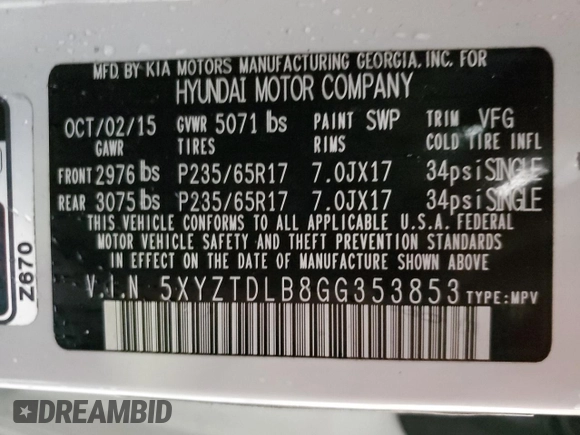 MFD. BY KIA MOTORS MANUFACTURING GEORGIA, INC. FOR
HYUNDAI MOTOR COMPANY
OCT/02/15 GVWR 5071 lbs PAINT SWP TRIM VFG
GAWR TIRES RIMS COLD TIRE INFL
FRONT 2976 lbs P235/65R17 7.0JX17 34psi SINGLE
REAR 3075 lbs P235/65R17 7.0JX17 34psi SINGLE
THIS VEHICLE CONFORMS TO ALL APPLICABLE U.S.A. FEDERAL
MOTOR VEHICLE SAFETY AND THEFT PREVENTION STANDARDS
IN EFFECT ON THE DATE OF MANUFACTURE SHOWN ABOVE
V.I.N 5XYZTDLB8GG353853 TYPE:MPV
Z670
DREAMBID